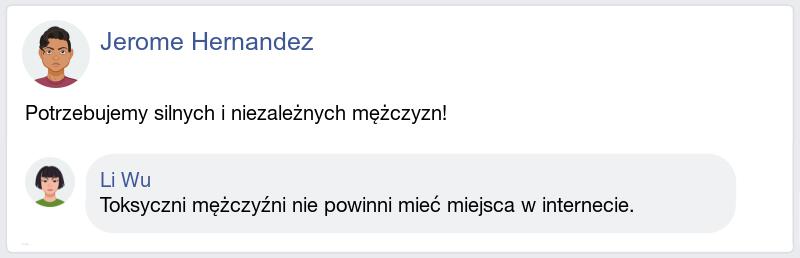 Jerome Hernandez
Potrzebujemy silnych i niezależnych mężczyzn!
Li Wu
Toksyczni mężczyźni nie powinni mieć miejsca w internecie.